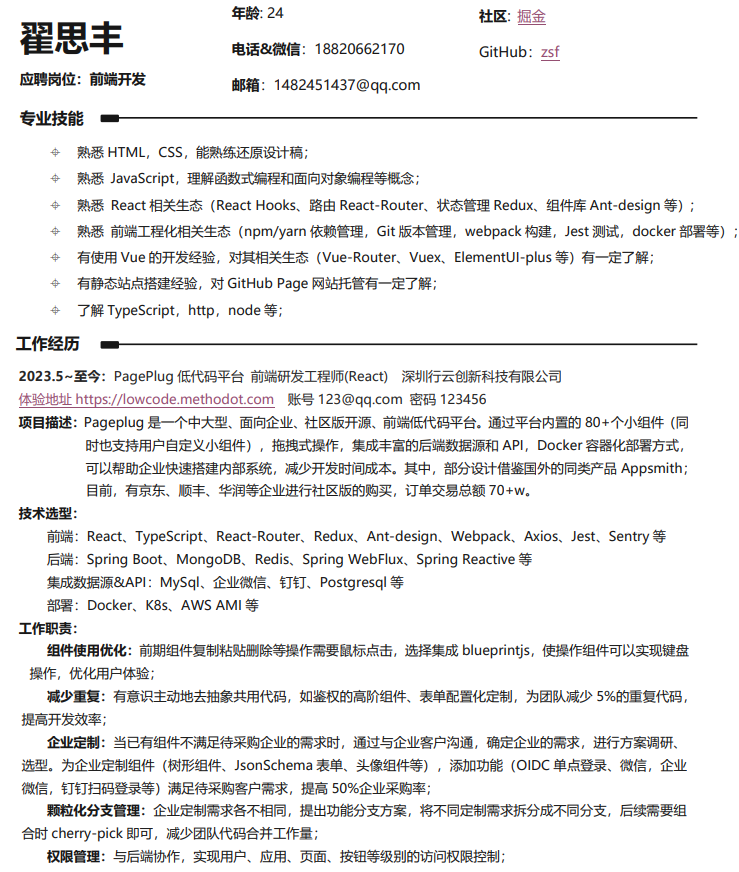 翟思丰
应聘岗位：前端开发
年龄: 24
电话&微信：18820662170
邮箱：1482451437@qq.com
社区: 掘金
GitHub：zsf
专业技能
熟悉 HTML，CSS，能熟练还原设计稿；
熟悉 JavaScript，理解函数式编程和面向对象编程等概念；
熟悉 React 相关生态（React Hooks、路由 React-Router、状态管理 Redux、组件库 Ant-design 等）；
熟悉 前端工程化相关生态（npm/yarn 依赖管理，Git 版本管理，webpack 构建，Jest 测试，docker 部署等）；
有使用 Vue 的开发经验，对其相关生态（Vue-Router、Vuex、ElementUI-plus 等）有一定了解；
有静态站点搭建经验，对 GitHub Page 网站托管有一定了解；
了解 TypeScript，http，node 等；
工作经历
2023.5~至今：PagePlug 低代码平台 前端研发工程师(React) 深圳行云创新科技有限公司
体验地址 https://lowcode.methodot.com 账号 123@qq.com 密码 123456
项目描述：Pageplug 是一个中大型、面向企业、社区版开源、前端低代码平台。通过平台内置的 80+个小组件（同
时也支持用户自定义小组件），拖拽式操作，集成丰富的后端数据源和 API，Docker 容器化部署方式，
可以帮助企业快速搭建内部系统，减少开发时间成本。其中，部分设计借鉴国外的同类产品 Appsmith；
目前，有京东、顺丰、华润等企业进行社区版的购买，订单交易总额 70+w。
技术选型：
前端：React、TypeScript、React-Router、Redux、Ant-design、Webpack、Axios、Jest、Sentry 等
后端：Spring Boot、MongoDB、Redis、Spring WebFlux、Spring Reactive 等
集成数据源&API：MySql、企业微信、钉钉、Postgresql 等
部署：Docker、K8s、AWS AMI 等
工作职责：
组件使用优化：前期组件复制粘贴删除等操作需要鼠标点击，选择集成 blueprintjs，使操作组件可以实现键盘
操作，优化用户体验；
减少重复：有意识主动地去抽象共用代码，如鉴权的高阶组件、表单配置化定制，为团队减少 5%的重复代码，
提高开发效率；
企业定制：当已有组件不满足待采购企业的需求时，通过与企业客户沟通，确定企业的需求，进行方案调研、
选型。为企业定制组件（树形组件、JsonSchema 表单、头像组件等），添加功能（OIDC 单点登录、微信，企业
微信，钉钉扫码登录等）满足待采购客户需求，提高 50%企业采购率；
颗粒化分支管理：企业定制需求各不相同，提出功能分支方案，将不同定制需求拆分成不同分支，后续需要组
合时 cherry-pick 即可，减少团队代码合并工作量；
权限管理：与后端协作，实现用户、应用、页面、按钮等级别的访问权限控制；